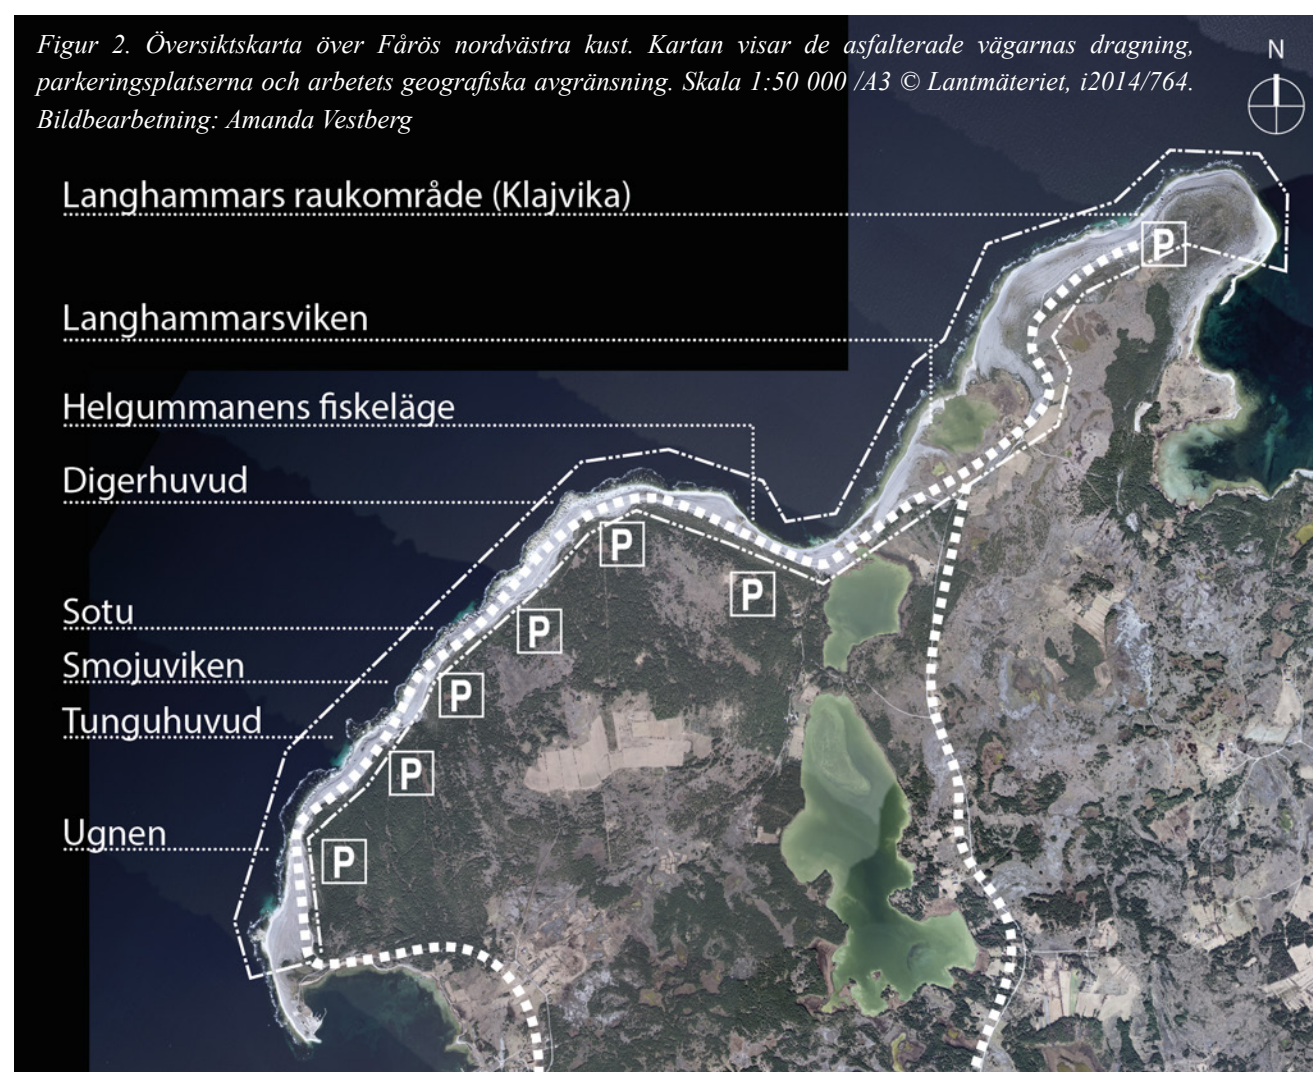 Figur 2. Översiktskarta över Fårös nordvästra kust. Kartan visar de asfalterade vägarnas dragning,
parkeringsplatserna och arbetets geografiska avgränsning. Skala 1:50 000 /A3 © Lantmäteriet, i2014/764.
Bildbearbetning: Amanda Vestberg
N
Langhammars raukområde (Klajvika)
P
Langhammarsviken
Helgummanens fiskeläge
Digerhuvud
P
P
Sotu
P
Smojuviken
P
Tunguhuvud
P
Ugnen
P